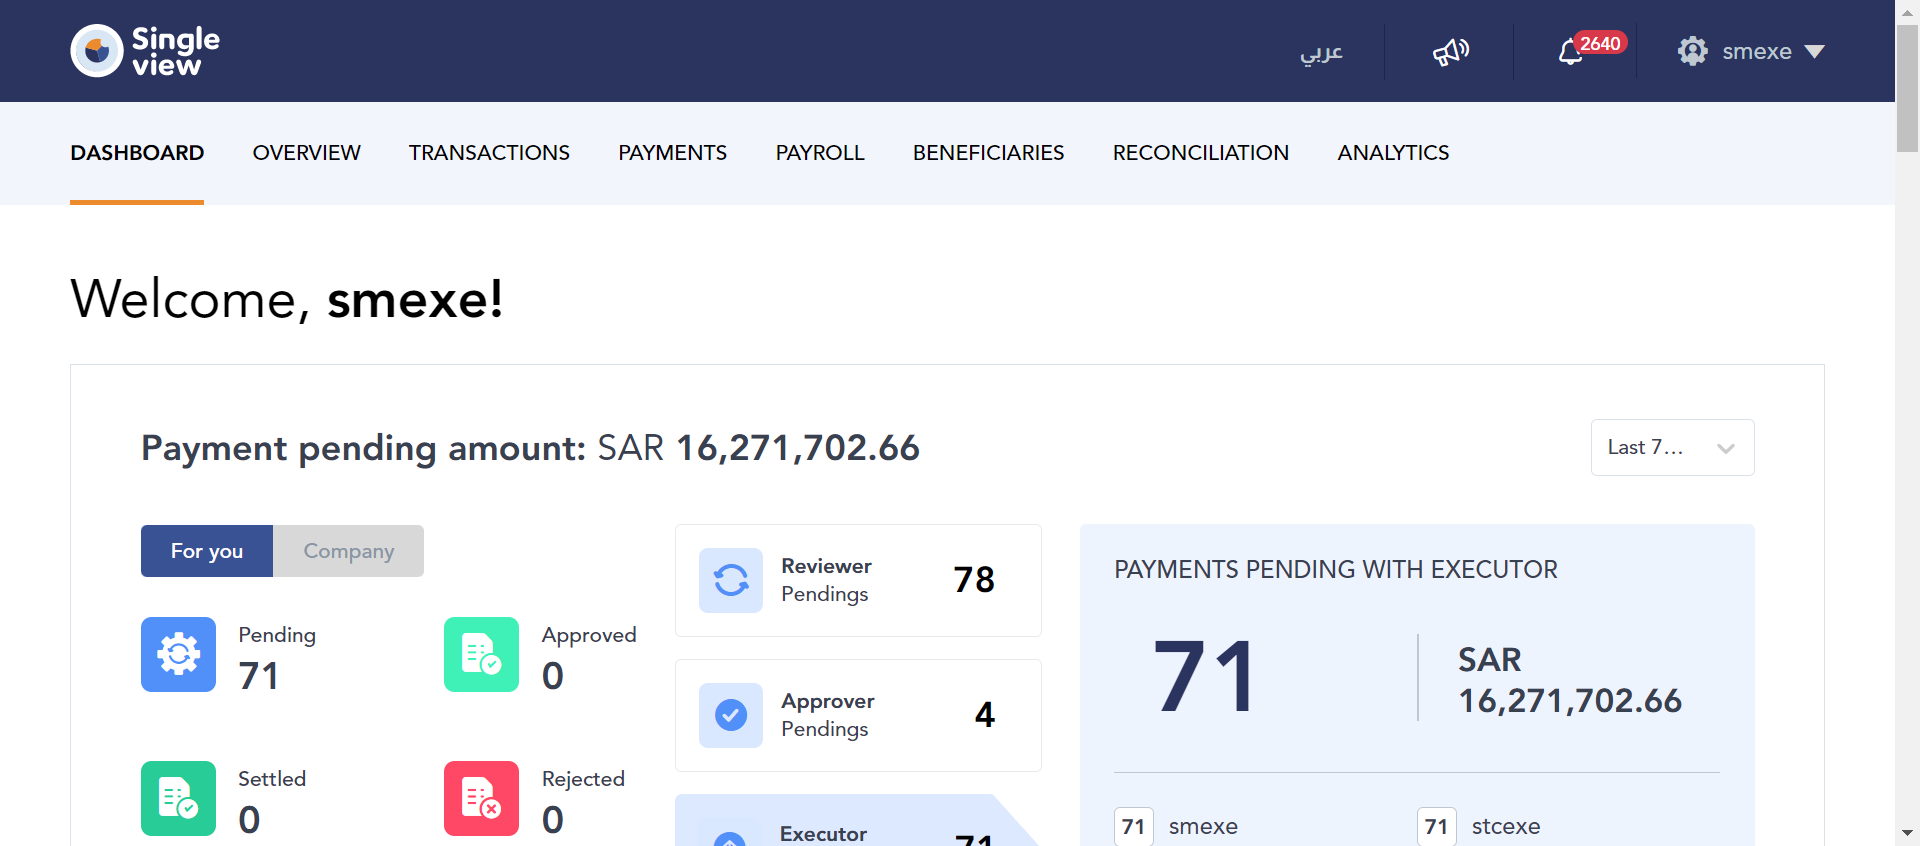 Single
view
عربي
2640
smexe
DASHBOARD
OVERVIEW
TRANSACTIONS
PAYMENTS
PAYROLL
BENEFICIARIES
RECONCILIATION
ANALYTICS
Welcome, smexe!
Payment pending amount: SAR 16,271,702.66
Last 7...
For you
Company
Pending
71
Approved
0
Settled
0
Rejected
0
Reviewer
Pendings
78
Approver
Pendings
4
Executor
71
PAYMENTS PENDING WITH EXECUTOR
71
SAR
16,271,702.66
71 smexe
71 stcexe